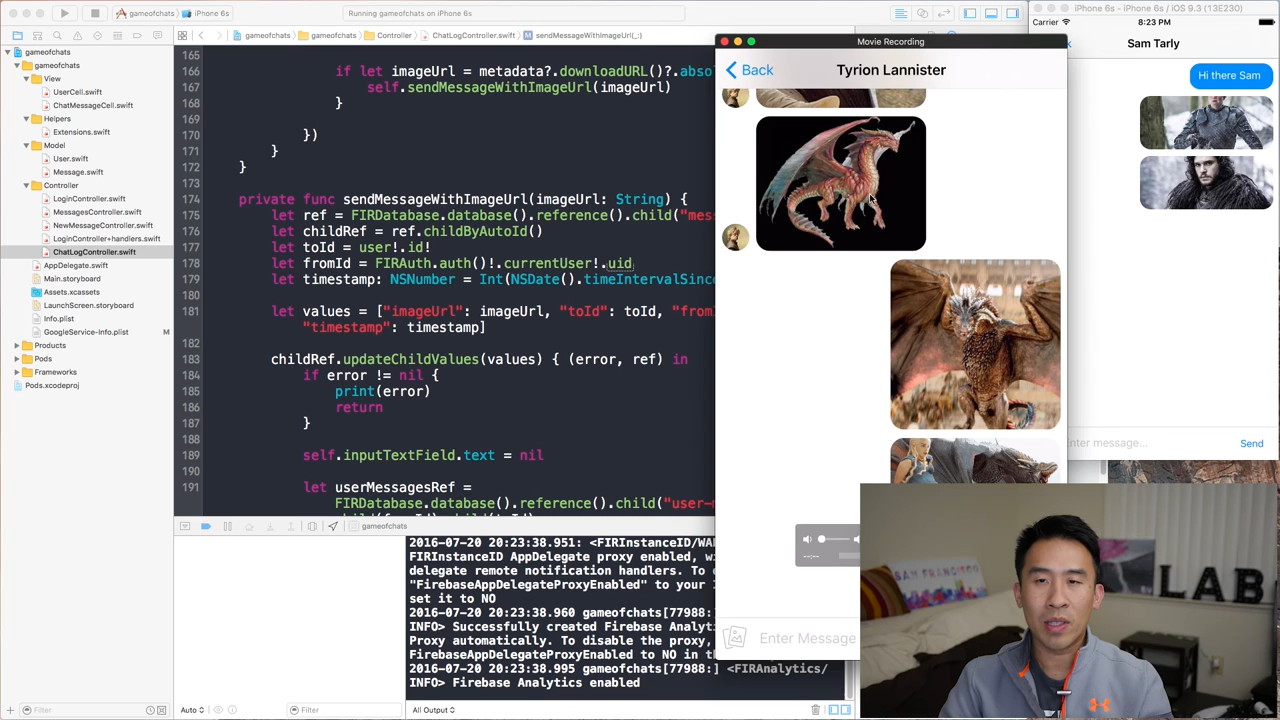 gameofchats
iPhone 6s
Running gameofchats on iPhone 6s
iPhone 6s - iPhone 6s / iOS 9.3 (13E230)
gameofchats
gameofchats
Controller
ChatLogController.swift
M
sendMessageWithImageUrl(_:)
gameofchats
gameofchats
View
UserCell.swift
ChatMessageCell.swift
Helpers
Extensions.swift
Model
User.swift
Message.swift
Controller
LoginController.swift
MessagesController.swift
NewMessageController.swift
LoginController+handlers.swift
ChatLogController.swift
AppDelegate.swift
Main.storyboard
Assets.xcassets
LaunchScreen.storyboard
Info.plist
GoogleService-Info.plist M
Products
Pods
Frameworks
Pods.xcodeproj
Filter
165
166 if let imageUrl = metadata?.downloadURL()?.abso
167 self.sendMessageWithImageUrl(imageUrl)
168 }
169
170 })
171 }
172 }
173
174 private func sendMessageWithImageUrl(imageUrl: String) {
175 let ref = FIRDatabase.database().reference().child("mes
176 let childRef = ref.childByAutoId()
177 let toId = user!.id!
178 let fromId = FIRAuth.auth()!.currentUser!.uid
179 let timestamp: NSNumber = Int(NSDate().timeIntervalSinc
180
181 let values = ["imageUrl": imageUrl, "toId": toId, "from
"timestamp": timestamp]
182
183 childRef.updateChildValues(values) { (error, ref) in
184 if error != nil {
185 print(error)
186 return
187 }
188
189 self.inputTextField.text = nil
190
191 let userMessagesRef =
FIRDatabase.database().reference().child("user-m
gameofchats
2016-07-20 20:23:38.951: <FIRInstanceID/WA
FIRInstanceID AppDelegate proxy enabled, wi
delegate remote notification handlers. To d
"FirebaseAppDelegateProxyEnabled" to your I
set it to NO
2016-07-20 20:23:38.960 gameofchats[77988:
INFO> Successfully created Firebase Analyti
Proxy automatically. To disable the proxy,
FirebaseAppDelegateProxyEnabled to NO in th
2016-07-20 20:23:38.995 gameofchats[77988:] <FIRAnalytics/
INFO> Firebase Analytics enabled
Auto
Filter
All Output
Movie Recording
Back
Tyrion Lannister
--:--
Enter Message
Carrier
8:23 PM
Sam Tarly
Hi there Sam
nter message...
Send
SAM FRANCISCO
LAB